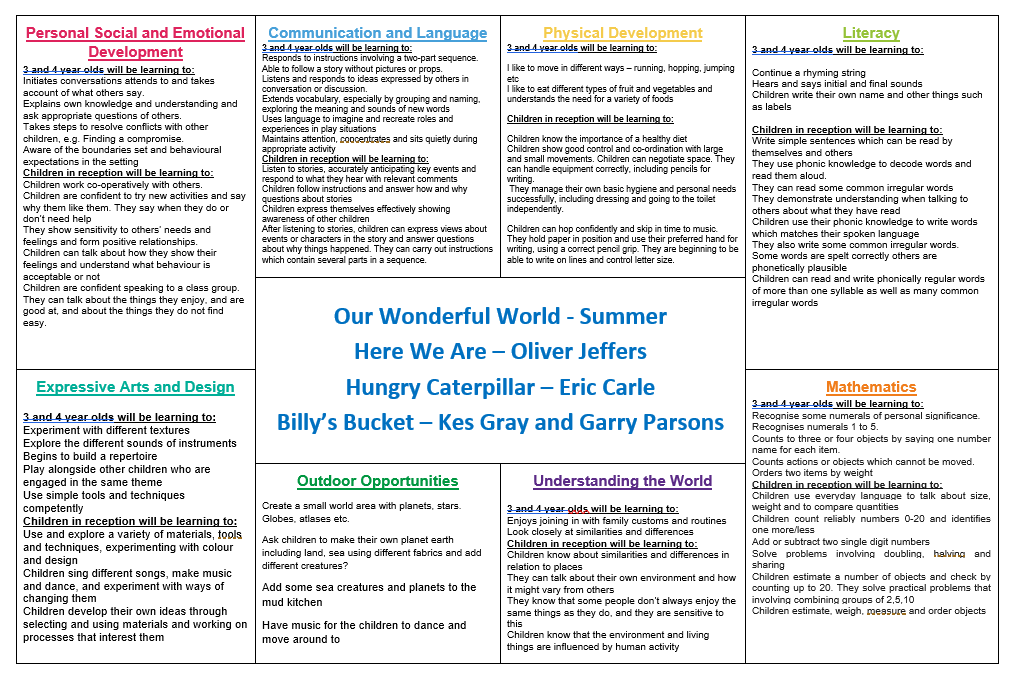 Personal Social and Emotional
Development
3 and 4 year olds will be learning to:
Initiates conversations attends to and takes
account of what others say.
Explains own knowledge and understanding and
ask appropriate questions of others.
Takes steps to resolve conflicts with other
children, e.g. Finding a compromise.
Aware of the boundaries set and behavioural
expectations in the setting
Children in reception will be learning to:
Children work co-operatively with others.
Children are confident to try new activities and say
why them like them. They say when they do or
don't need help
They show sensitivity to others' needs and
feelings and form positive relationships.
Children can talk about how they show their
feelings and understand what behaviour is
acceptable or not
Children are confident speaking to a class group.
They can talk about the things they enjoy, and are
good at, and about the things they do not find
easy.
Communication and Language
3 and 4 year olds will be learning to:
Responds to instructions involving a two-part sequence.
Able to follow a story without pictures or props.
Listens and responds to ideas expressed by others in
conversation or discussion.
Extends vocabulary, especially by grouping and naming,
exploring the meaning and sounds of new words
Uses language to imagine and recreate roles and
experiences in play situations
Maintains attention, concentrates and sits quietly during
appropriate activity
Children in reception will be learning to:
Listen to stories, accurately anticipating key events and
respond to what they hear with relevant comments
Children follow instructions and answer how and why
questions about stories
Children express themselves effectively showing
awareness of other children
After listening to stories, children can express views about
events or characters in the story and answer questions
about why things happened. They can carry out instructions
which contain several parts in a sequence.
Physical Development
3 and 4 year olds will be learning to:
I like to move in different ways – running, hopping, jumping
etc
I like to eat different types of fruit and vegetables and
understands the need for a variety of foods
Children in reception will be learning to:
Children know the importance of a healthy diet
Children show good control and co-ordination with large
and small movements. Children can negotiate space. They
can handle equipment correctly, including pencils for
writing.
They manage their own basic hygiene and personal needs
successfully, including dressing and going to the toilet
independently.
Children can hop confidently and skip in time to music.
They hold paper in position and use their preferred hand for
writing, using a correct pencil grip. They are beginning to be
able to write on lines and control letter size.
Literacy
3 and 4 year olds will be learning to:
Continue a rhyming string
Hears and says initial and final sounds
Children write their own name and other things such
as labels
Children in reception will be learning to:
Write simple sentences which can be read by
themselves and others
They use phonic knowledge to decode words and
read them aloud.
They can read some common irregular words
They demonstrate understanding when talking to
others about what they have read
Children use their phonic knowledge to write words
which matches their spoken language
They also write some common irregular words.
Some words are spelt correctly others are
phonetically plausible
Children can read and write phonically regular words
of more than one syllable as well as many common
irregular words
Our Wonderful World - Summer
Here We Are – Oliver Jeffers
Hungry Caterpillar – Eric Carle
Billy's Bucket – Kes Gray and Garry Parsons
Expressive Arts and Design
3 and 4 year olds will be learning to:
Experiment with different textures
Explore the different sounds of instruments
Begins to build a repertoire
Play alongside other children who are
engaged in the same theme
Use simple tools and techniques
competently
Children in reception will be learning to:
Use and explore a variety of materials, tools
and techniques, experimenting with colour
and design
Children sing different songs, make music
and dance, and experiment with ways of
changing them
Children develop their own ideas through
selecting and using materials and working on
processes that interest them
Outdoor Opportunities
Create a small world area with planets, stars.
Globes, atlases etc.
Ask children to make their own planet earth
including land, sea using different fabrics and add
different creatures?
Add some sea creatures and planets to the
mud kitchen
Have music for the children to dance and
move around to
Understanding the World
3 and 4 year olds will be learning to:
Enjoys joining in with family customs and routines
Look closely at similarities and differences
Children in reception will be learning to:
Children know about similarities and differences in
relation to places
They can talk about their own environment and how
it might vary from others
They know that some people don't always enjoy the
same things as they do, and they are sensitive to
this
Children know that the environment and living
things are influenced by human activity
Mathematics
3 and 4 year olds will be learning to:
Recognise some numerals of personal significance.
Recognises numerals 1 to 5.
Counts to three or four objects by saying one number
name for each item.
Counts actions or objects which cannot be moved.
Orders two items by weight
Children in reception will be learning to:
Children use everyday language to talk about size,
weight and to compare quantities
Children count reliably numbers 0-20 and identifies
one more/less
Add or subtract two single digit numbers
Solve problems involving doubling, halving and
sharing
Children estimate a number of objects and check by
counting up to 20. They solve practical problems that
involving combining groups of 2,5,10
Children estimate, weigh, measure and order objects